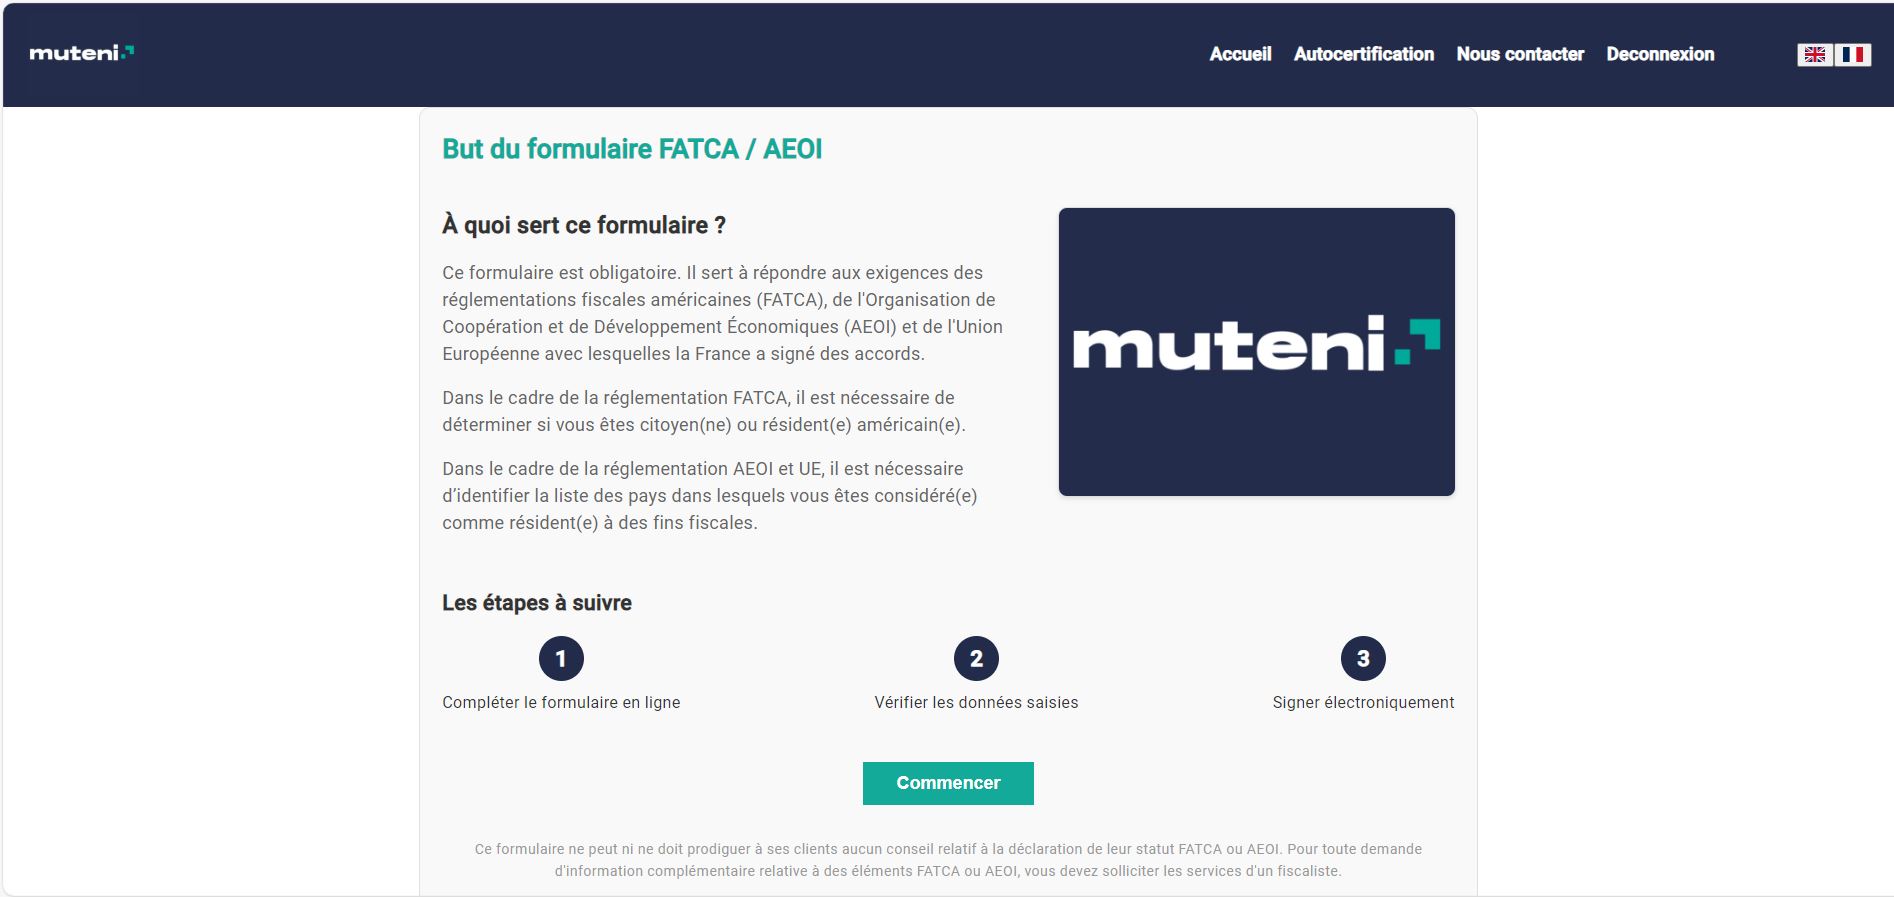 muteni
Accueil Autocertification Nous contacter Deconnexion
But du formulaire FATCA / AEOI
À quoi sert ce formulaire ?
Ce formulaire est obligatoire. Il sert à répondre aux exigences des
réglementations fiscales américaines (FATCA), de l'Organisation de
Coopération et de Développement Économiques (AEOI) et de l'Union
Européenne avec lesquelles la France a signé des accords.
Dans le cadre de la réglementation FATCA, il est nécessaire de
déterminer si vous êtes citoyen(ne) ou résident(e) américain(e).
Dans le cadre de la réglementation AEOI et UE, il est nécessaire
d’identifier la liste des pays dans lesquels vous êtes considéré(e)
comme résident(e) à des fins fiscales.
muteni
Les étapes à suivre
1
Compléter le formulaire en ligne
2
Vérifier les données saisies
3
Signer électroniquement
Commencer
Ce formulaire ne peut ni ne doit prodiguer à ses clients aucun conseil relatif à la déclaration de leur statut FATCA ou AEOI. Pour toute demande
d'information complémentaire relative à des éléments FATCA ou AEOI, vous devez solliciter les services d'un fiscaliste.